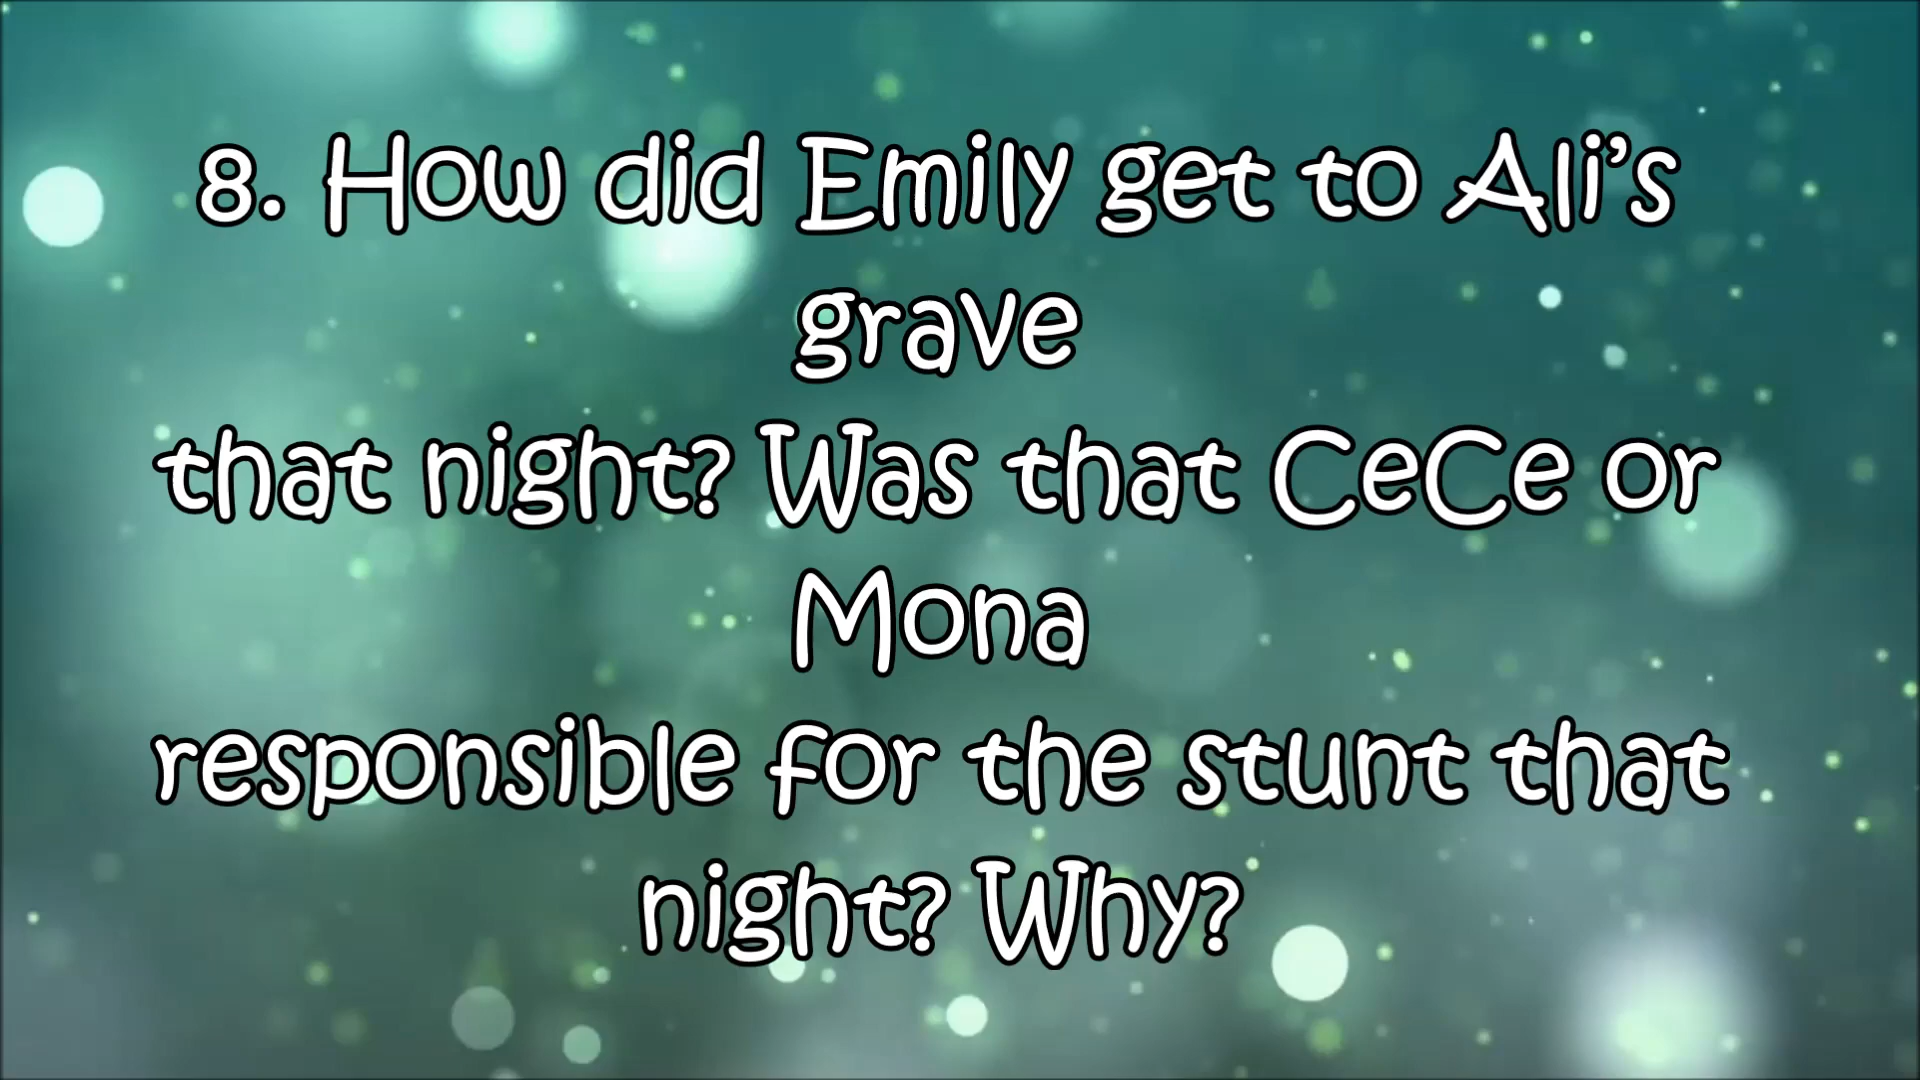 8. How did Emily get to Ali’s
grave
that night? Was that CeCe or
Mona
responsible for the stunt that
night? Why?